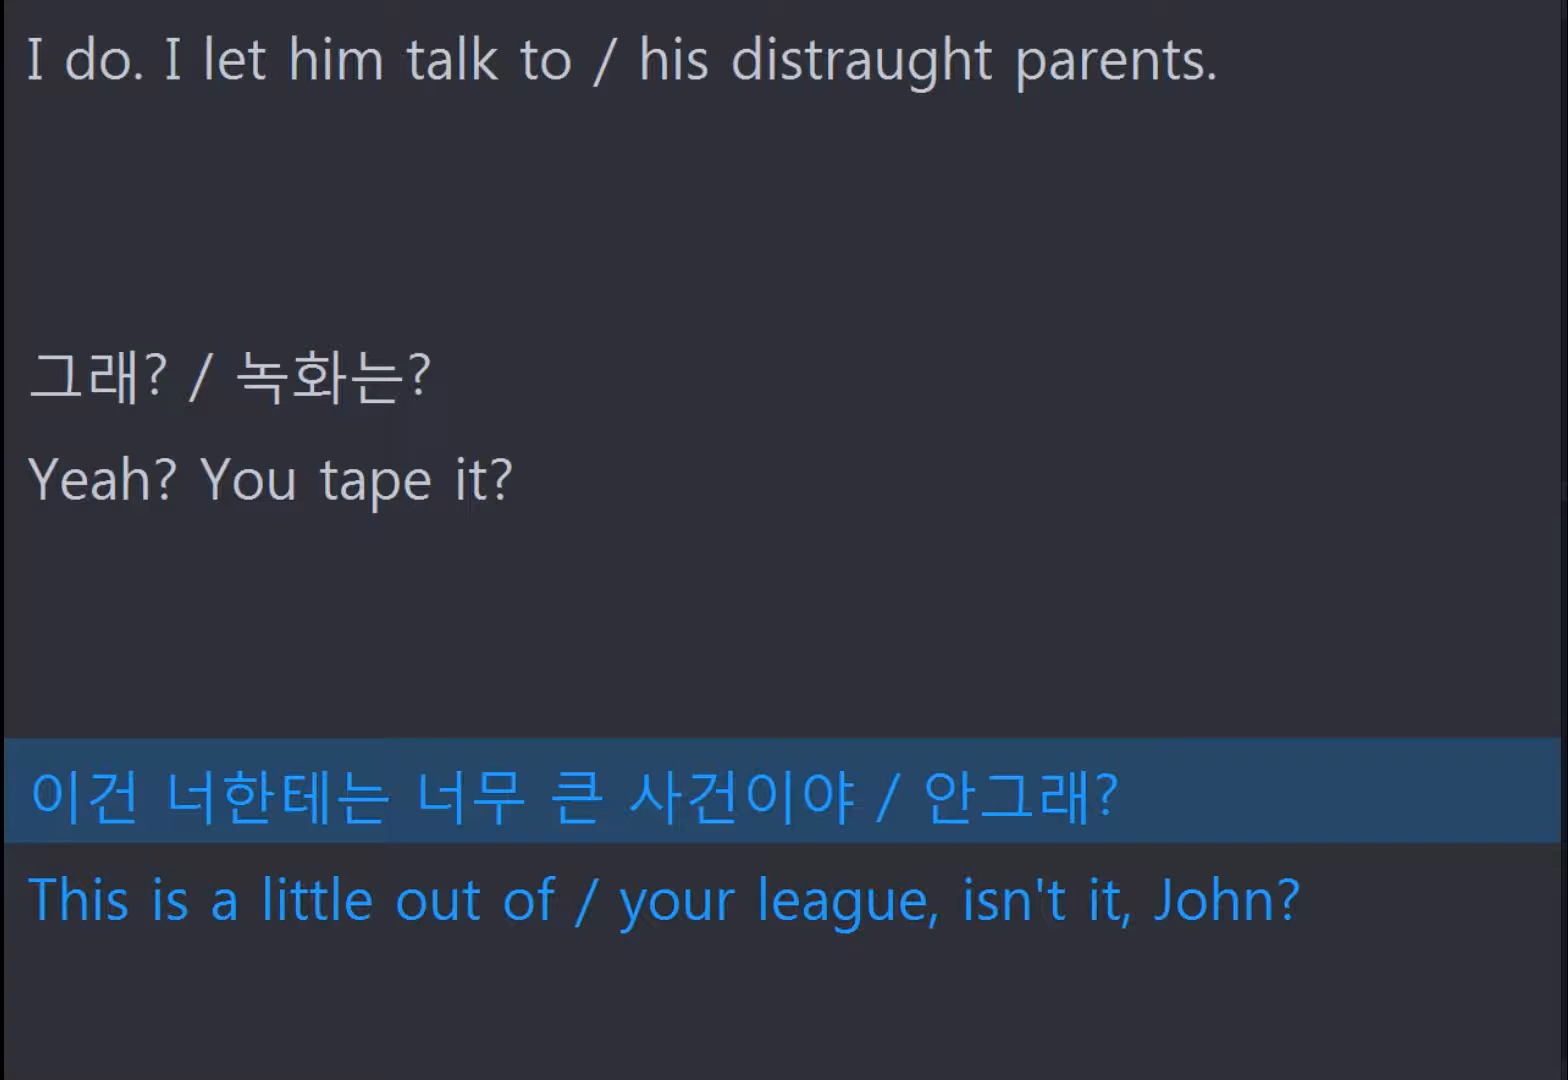 I do. I let him talk to / his distraught parents.
그래? / 녹화는?
Yeah? You tape it?
이건 너한테는 너무 큰 사건이야 / 안그래?
This is a little out of / your league, isn't it, John?